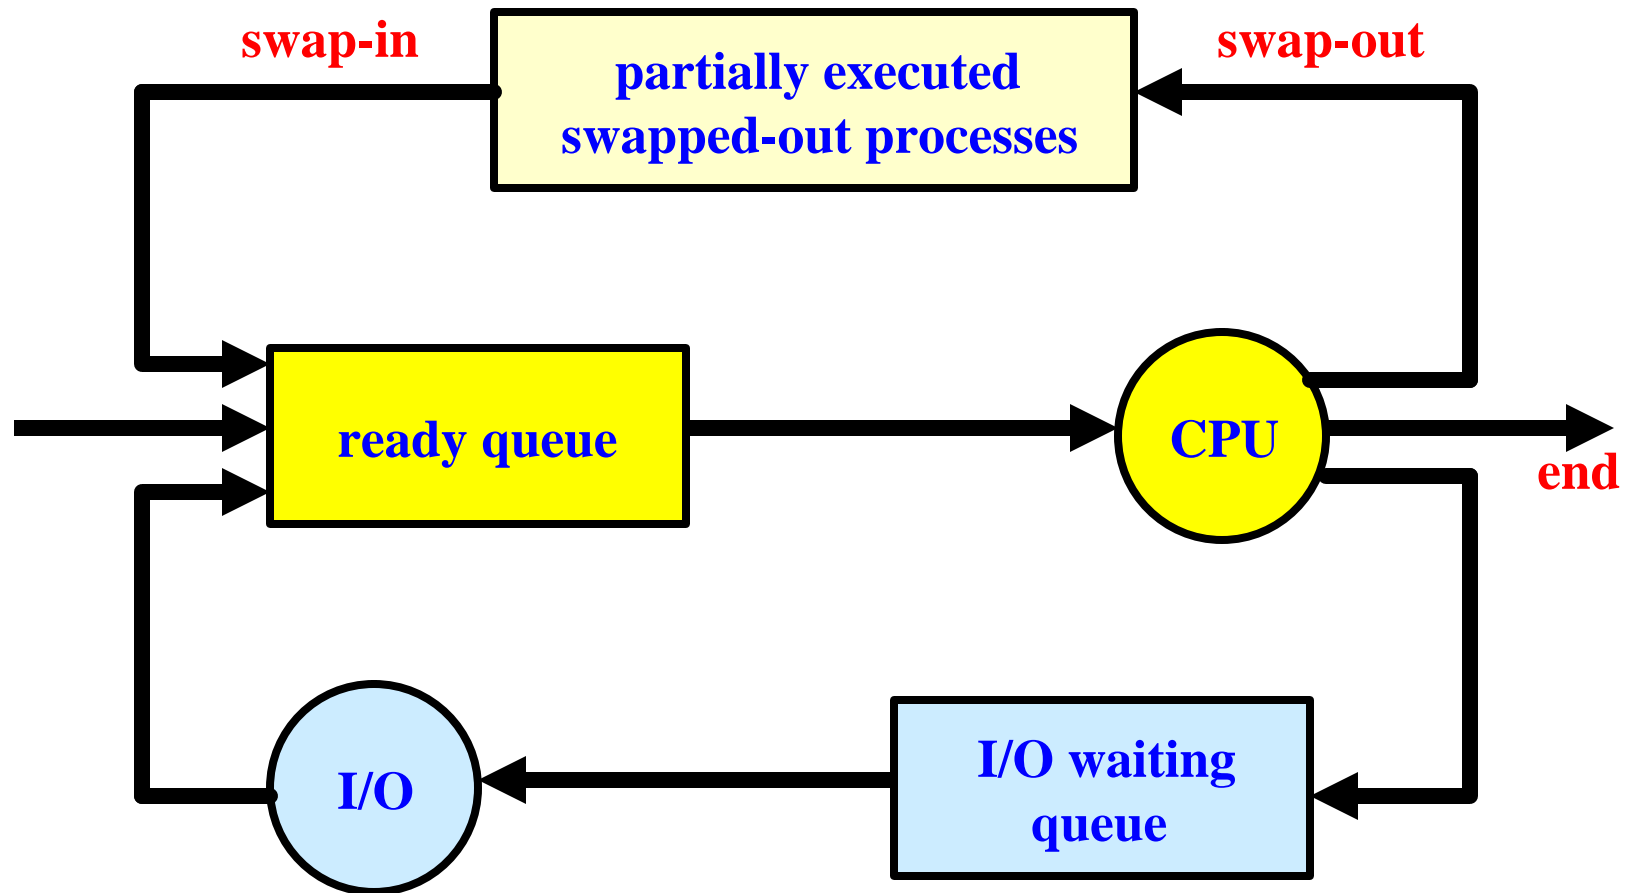 swap-in
partially executed
swapped-out processes
swap-out
ready queue
CPU
end
I/O
I/O waiting
queue